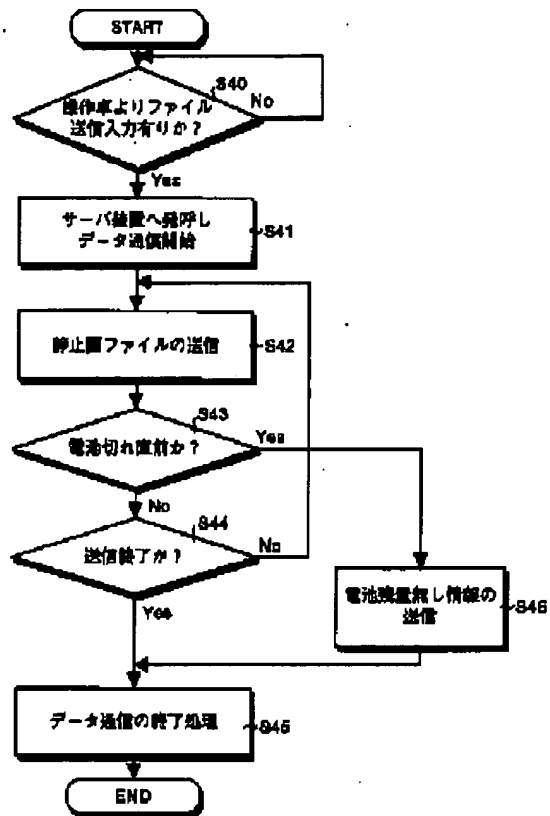 START
S40
操作車よりファイル
送信入力有りか？
No
Yes
サーバ装置へ発呼し
データ通信開始
S41
静止画ファイルの送信
S42
S43
電池切れ直前か？
Yes
No
S44
送信終了か？
No
Yes
電池残量無し情報の
送信
S46
データ通信の終了処理
S45
END